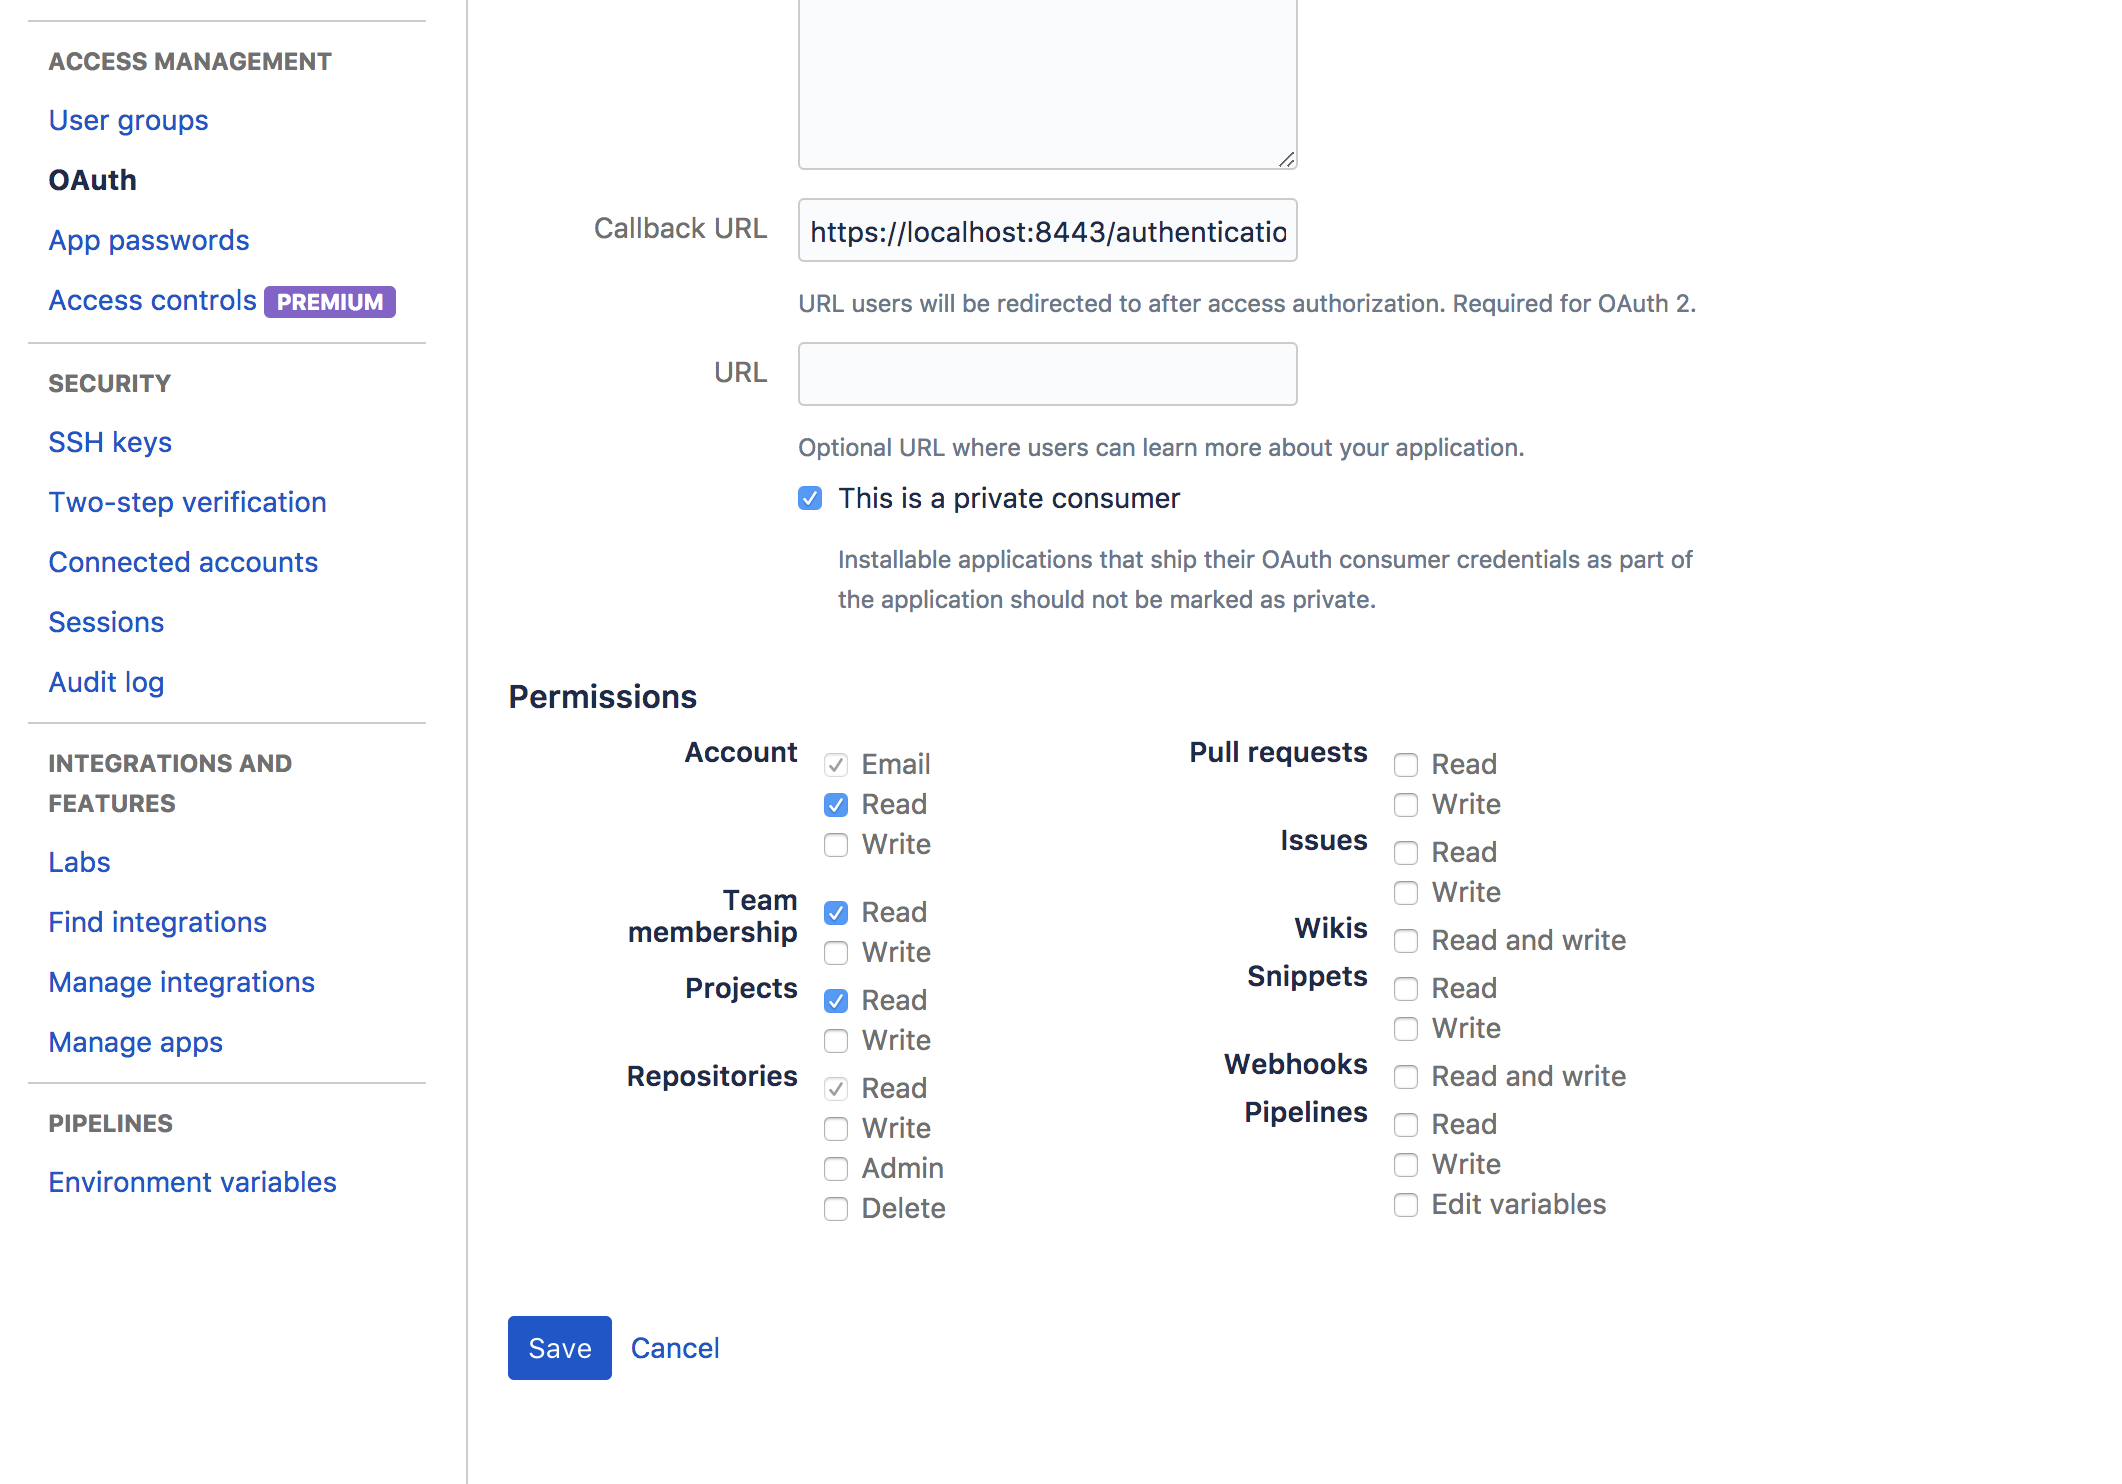 ACCESS MANAGEMENT
User groups
OAuth
App passwords
Access controls PREMIUM
SECURITY
SSH keys
Two-step verification
Connected accounts
Sessions
Audit log
INTEGRATIONS AND
FEATURES
Labs
Find integrations
Manage integrations
Manage apps
PIPELINES
Environment variables
Callback URL https://localhost:8443/authenticatio
URL users will be redirected to after access authorization. Required for OAuth 2.
URL
Optional URL where users can learn more about your application.
This is a private consumer
Installable applications that ship their OAuth consumer credentials as part of
the application should not be marked as private.
Permissions
Account
Email
Read
Write
Team
membership
Read
Write
Projects
Read
Write
Repositories
Read
Write
Admin
Delete
Pull requests
Read
Write
Issues
Read
Write
Wikis
Read and write
Snippets
Read
Write
Webhooks
Read and write
Pipelines
Read
Write
Edit variables
Save Cancel